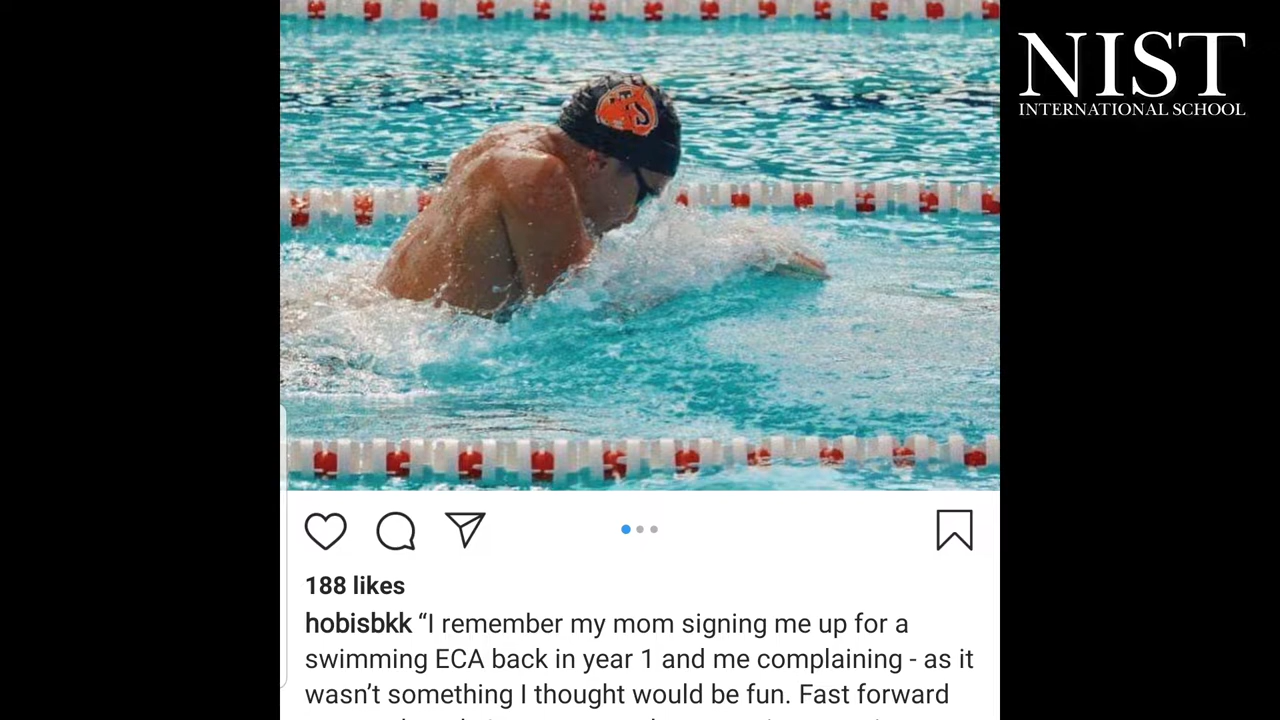 NIST
INTERNATIONAL SCHOOL
188 likes
hobisbkk “I remember my mom signing me up for a
swimming ECA back in year 1 and me complaining - as it
wasn’t something I thought would be fun. Fast forward